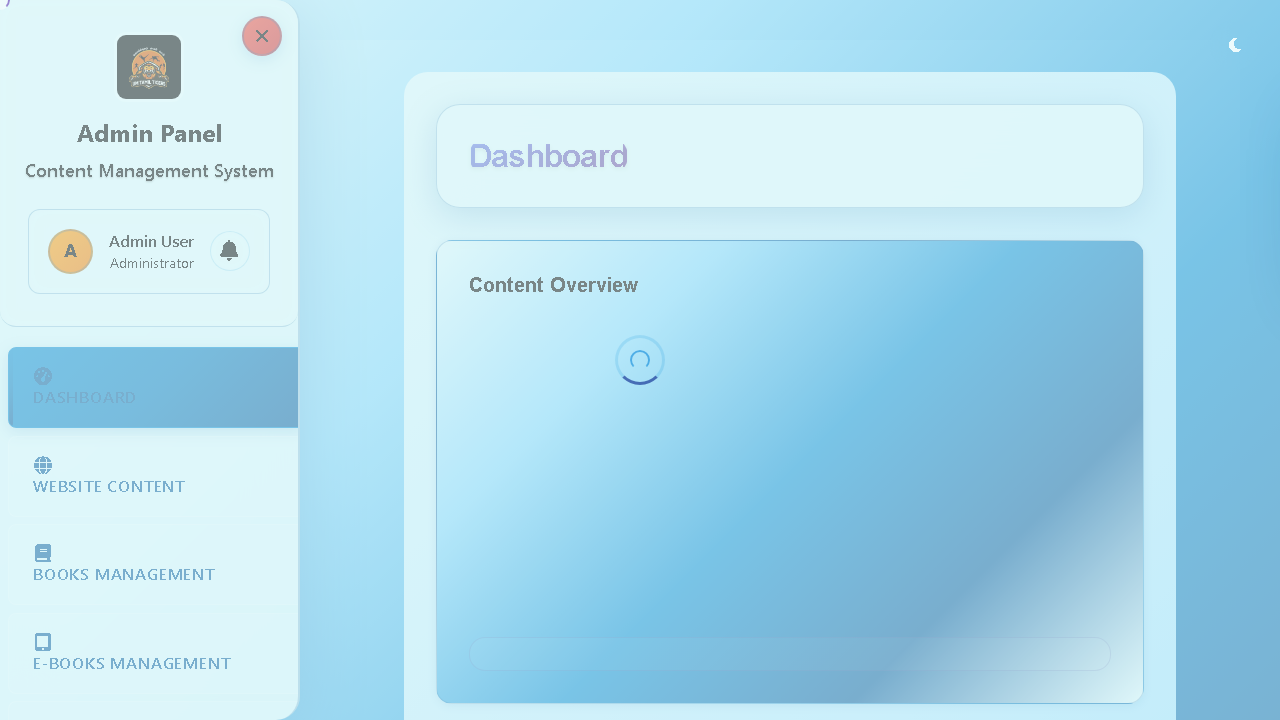 Admin Panel
Content Management System
A
Admin User
Administrator
DASHBOARD
WEBSITE CONTENT
BOOKS MANAGEMENT
E-BOOKS MANAGEMENT
Dashboard
Content Overview